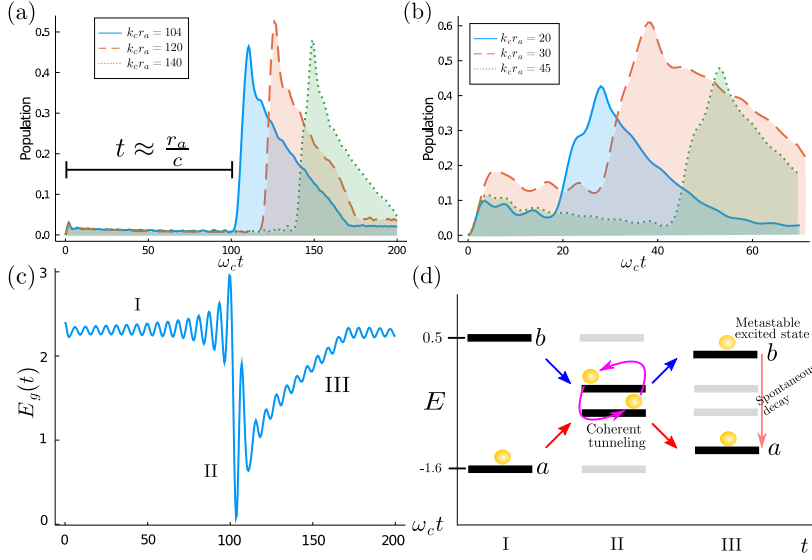 (a)
k_c r_a = 104
k_c r_a = 120
k_c r_a = 140
Population
0.5
0.4
0.3
0.2
0.1
0.0
t ≈ r_a/c
0 50 100 150 200
ω_c t
(b)
k_c r_a = 20
k_c r_a = 30
k_c r_a = 45
Population
0.6
0.5
0.4
0.3
0.2
0.1
0.0
0 20 40 60
ω_c t
(c)
E_g(t)
3
2
1
0
I
II
III
0 50 100 150 200
ω_c t
(d)
E
0.5
-1.6
b
a
Coherent
tunneling
Metastable
excited state
b
Spontaneous
decay
a
I II III
t